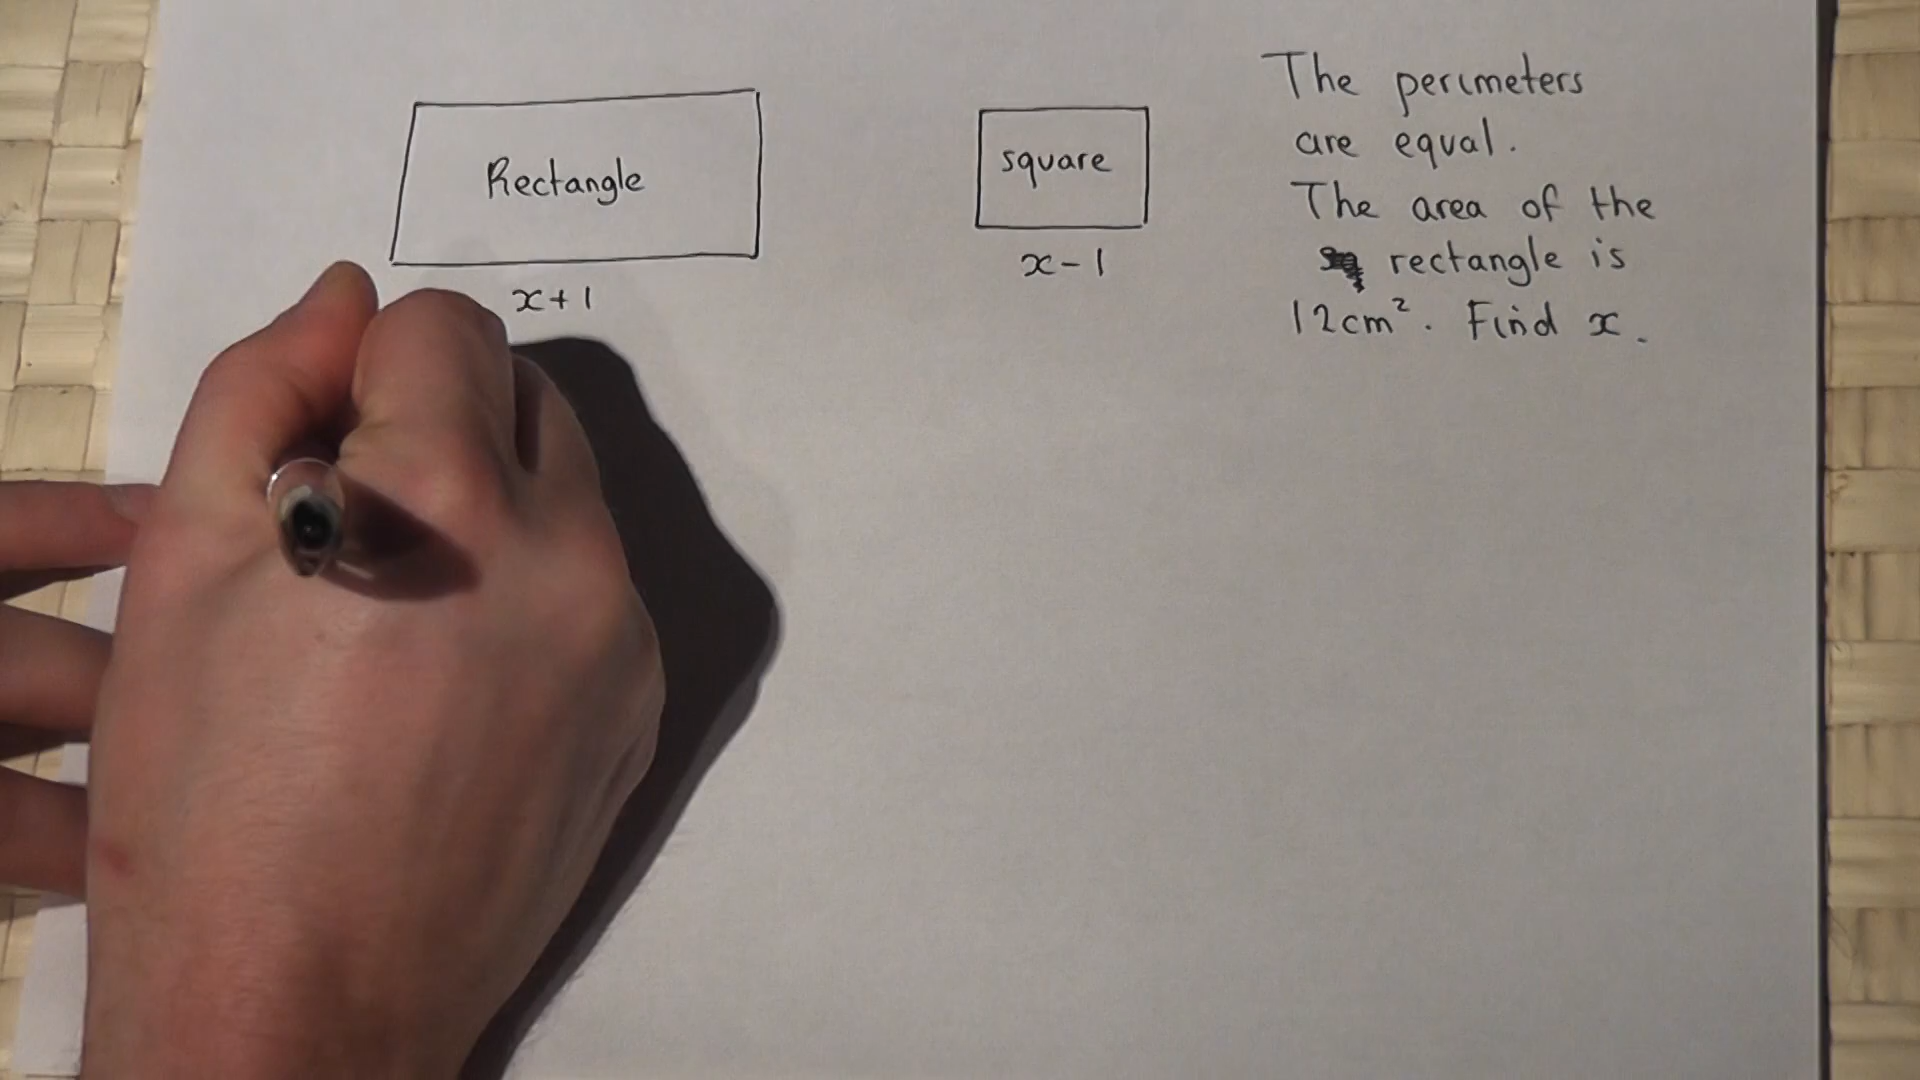 Rectangle
x+1
square
x-1
The perimeters
are equal.
The area of the
rectangle is
12cm². Find x.